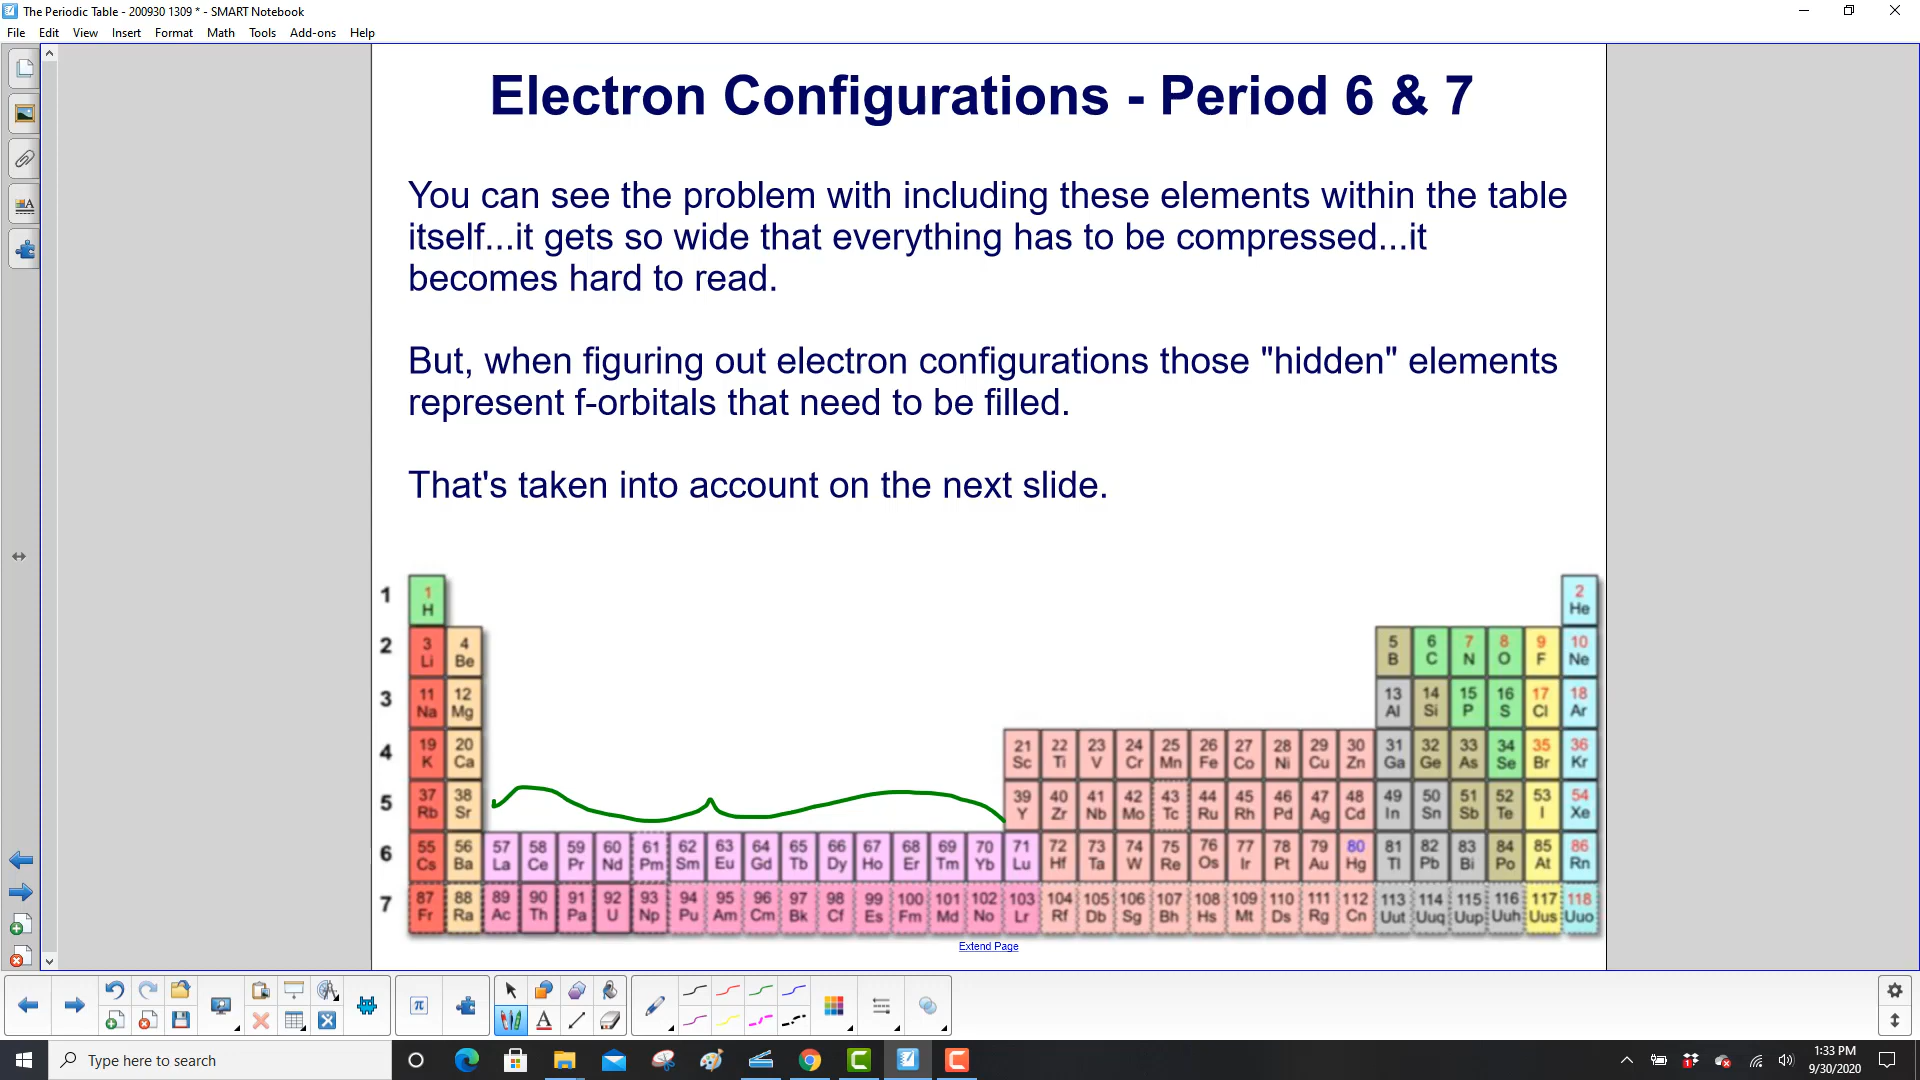 The Periodic Table - 200930 1309 * - SMART Notebook
File Edit View Insert Format Math Tools Add-ons Help
Electron Configurations - Period 6 & 7
You can see the problem with including these elements within the table
itself...it gets so wide that everything has to be compressed...it
becomes hard to read.
But, when figuring out electron configurations those "hidden" elements
represent f-orbitals that need to be filled.
That's taken into account on the next slide.
1 1 2
H He
2 3 4 5 6 7 8 9 10
Li Be B C N O F Ne
3 11 12 13 14 15 16 17 18
Na Mg Al Si P S Cl Ar
4 19 20 21 22 23 24 25 26 27 28 29 30 31 32 33 34 35 36
K Ca Sc Ti V Cr Mn Fe Co Ni Cu Zn Ga Ge As Se Br Kr
5 37 38 39 40 41 42 43 44 45 46 47 48 49 50 51 52 53 54
Rb Sr Y Zr Nb Mo Tc Ru Rh Pd Ag Cd In Sn Sb Te I Xe
6 55 56 57 58 59 60 61 62 63 64 65 66 67 68 69 70 71 72 73 74 75 76 77 78 79 80 81 82 83 84 85 86
Cs Ba La Ce Pr Nd Pm Sm Eu Gd Tb Dy Ho Er Tm Yb Lu Hf Ta W Re Os Ir Pt Au Hg Tl Pb Bi Po At Rn
7 87 88 89 90 91 92 93 94 95 96 97 98 99 100 101 102 103 104 105 106 107 108 109 110 111 112 113 114 115 116 117 118
Fr Ra Ac Th Pa U Np Pu Am Cm Bk Cf Es Fm Md No Lr Rf Db Sg Bh Hs Mt Ds Rg Cn Uut Uuq Uup Uuh Uus Uuo
Extend Page
π
A
Type here to search
1:33 PM
9/30/2020